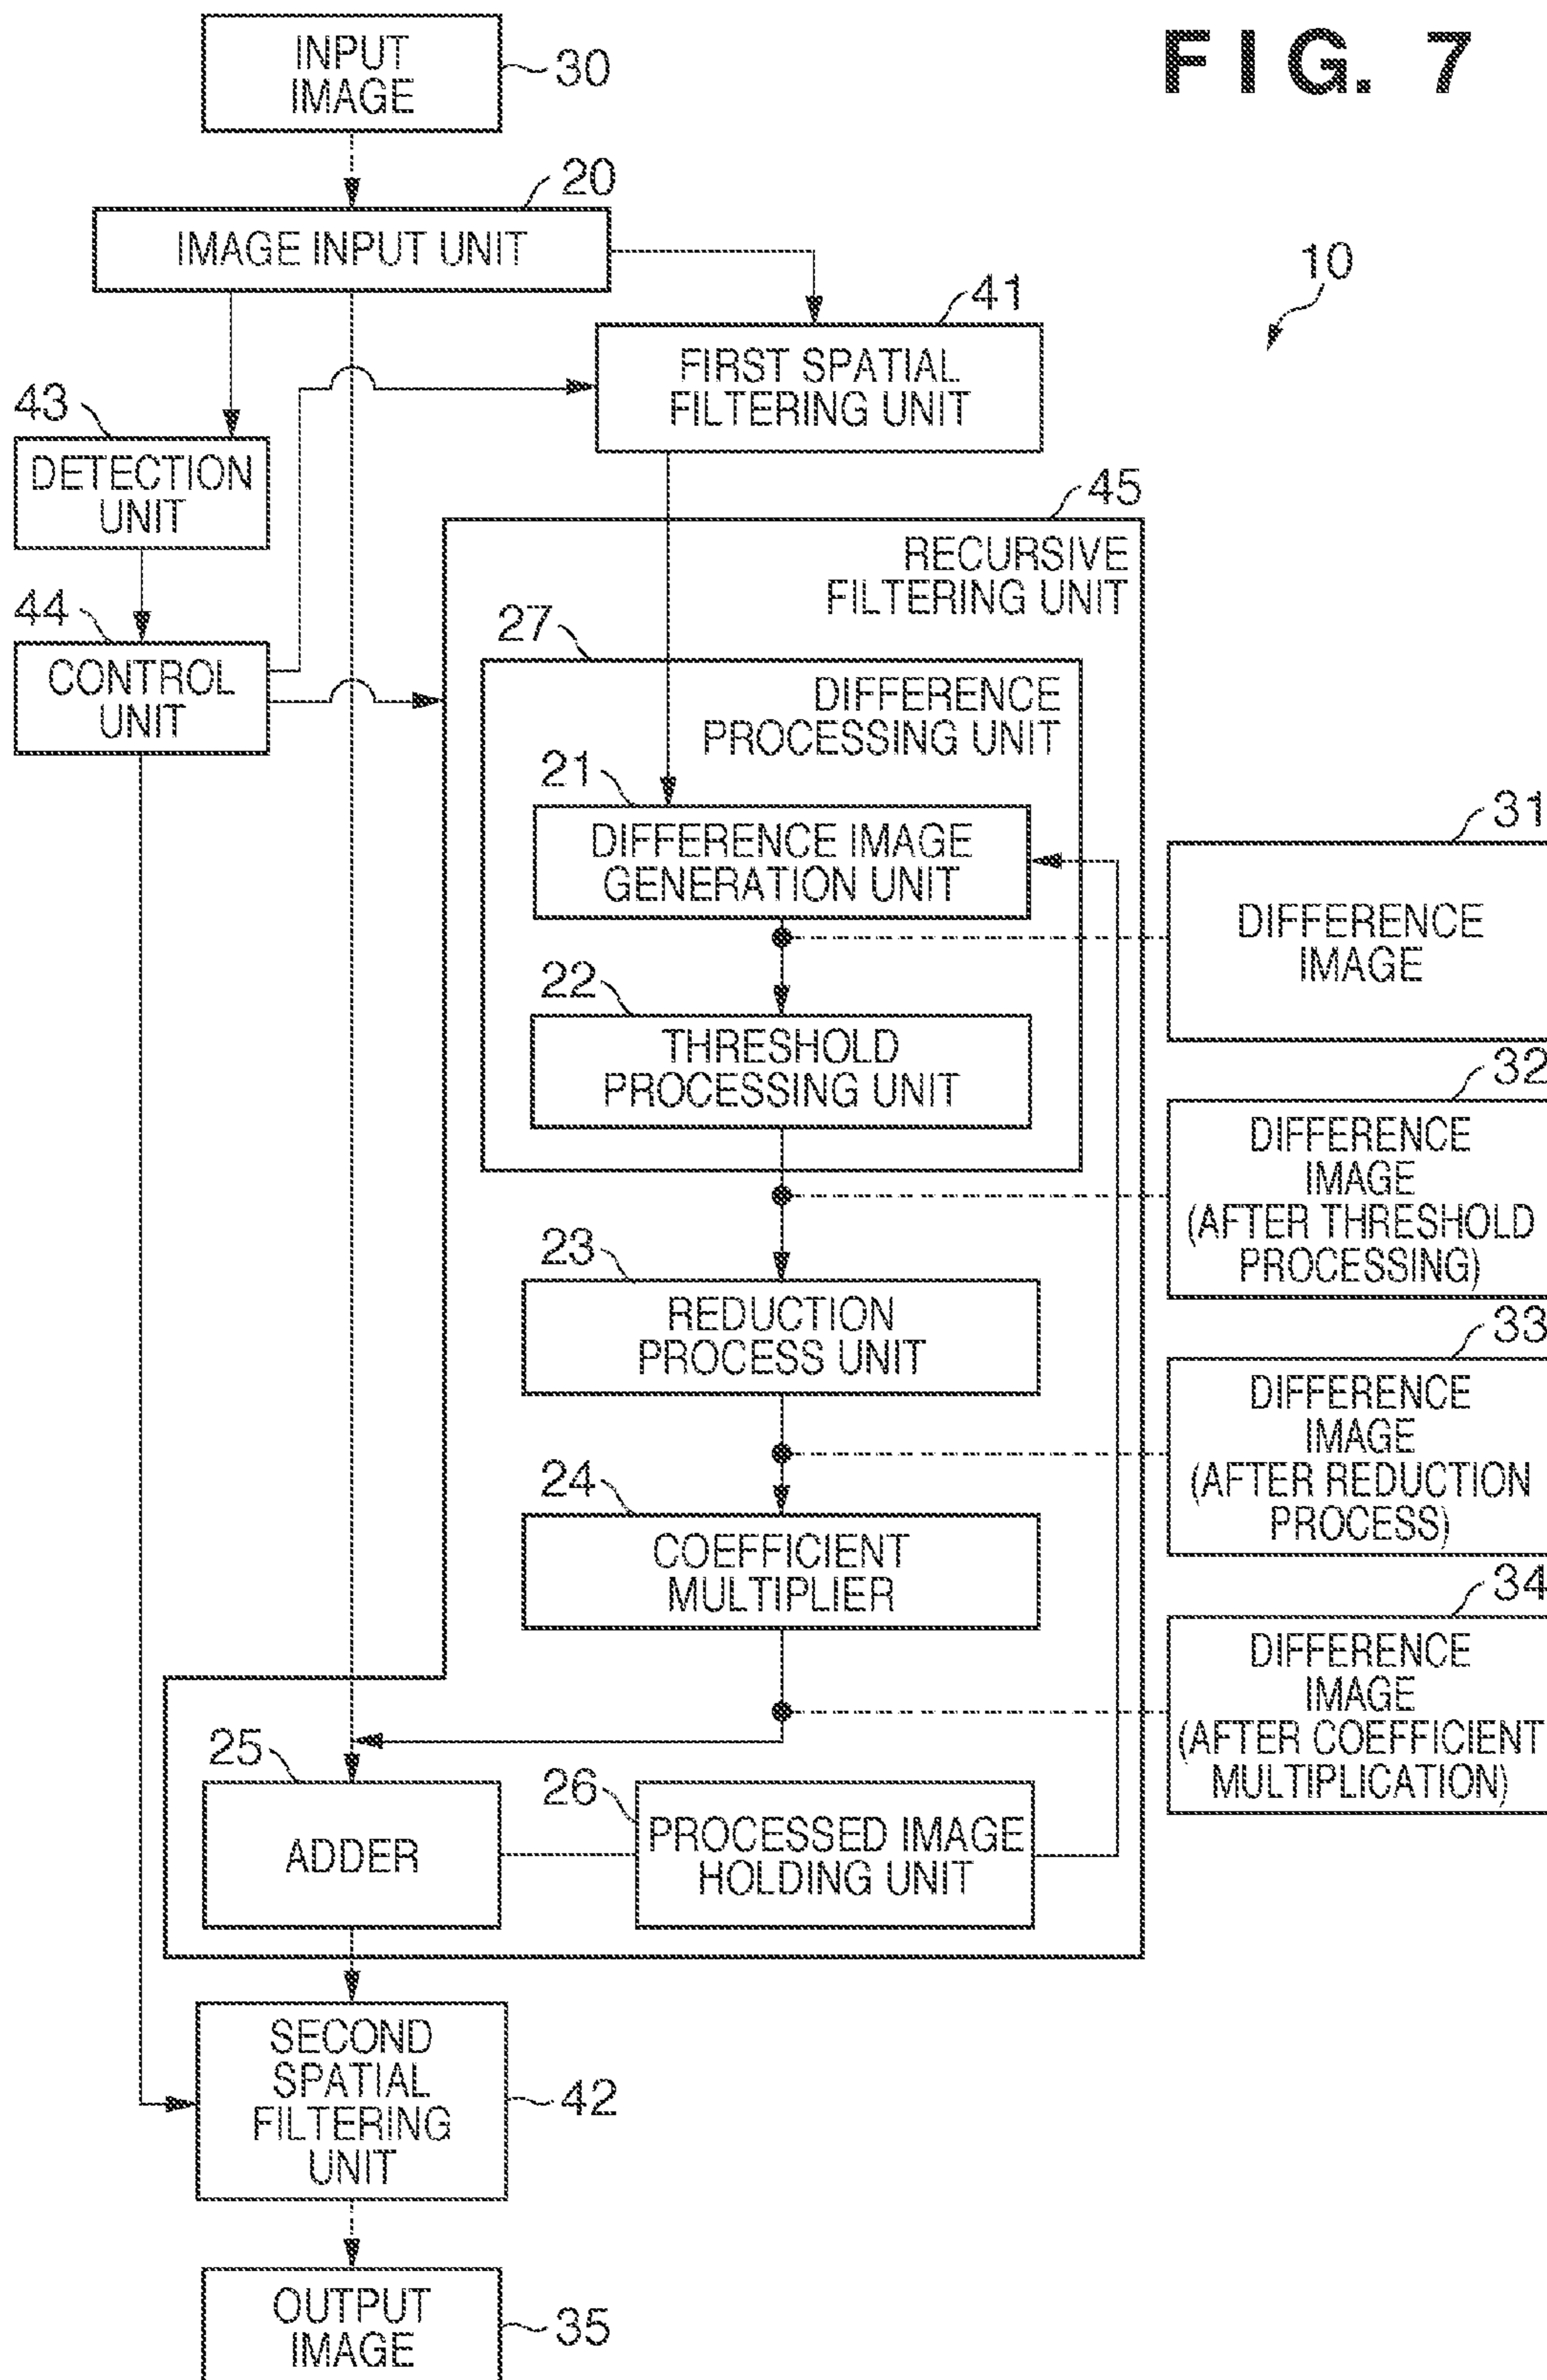 FIG. 7
INPUT
IMAGE
30
20
IMAGE INPUT UNIT
10
41
FIRST SPATIAL
FILTERING UNIT
43
DETECTION
UNIT
45
RECURSIVE
FILTERING UNIT
44
CONTROL
UNIT
27
DIFFERENCE
PROCESSING UNIT
21
DIFFERENCE IMAGE
GENERATION UNIT
31
DIFFERENCE
IMAGE
22
THRESHOLD
PROCESSING UNIT
32
DIFFERENCE
IMAGE
(AFTER THRESHOLD
PROCESSING)
23
REDUCTION
PROCESS UNIT
33
DIFFERENCE
IMAGE
(AFTER REDUCTION
PROCESS)
24
COEFFICIENT
MULTIPLIER
34
DIFFERENCE
IMAGE
(AFTER COEFFICIENT
MULTIPLICATION)
25
ADDER
26
PROCESSED IMAGE
HOLDING UNIT
SECOND
SPATIAL
FILTERING
UNIT
42
OUTPUT
IMAGE
35